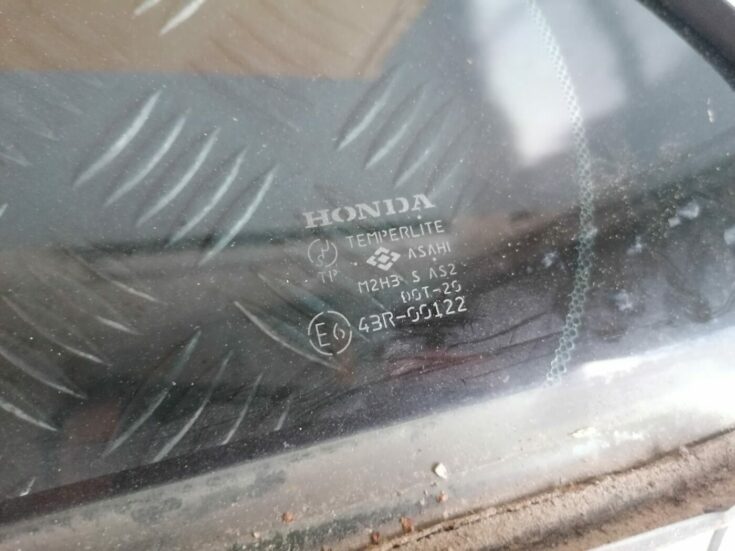 HONDA
TEMPERLITE
TP ASAHI
M2H3 S AS2
DOT-20
E6 43R-00122